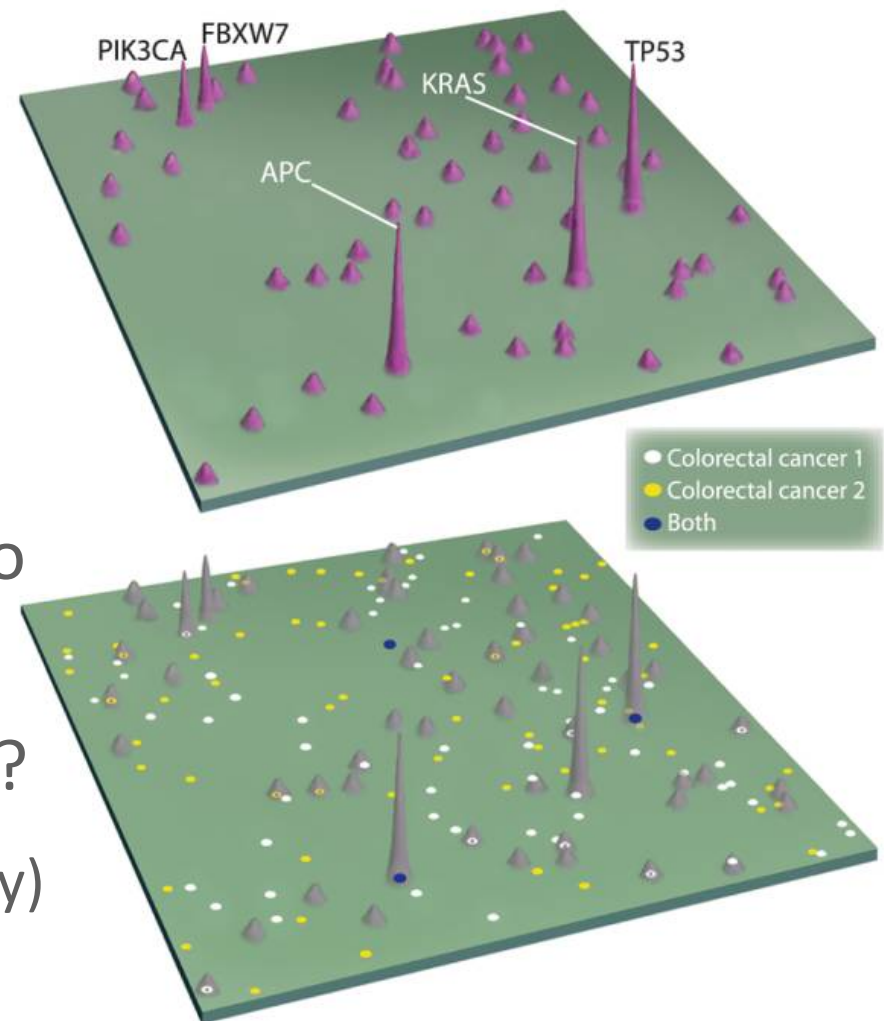 PIK3CA
FBXW7
TP53
KRAS
APC
Colorectal cancer 1
Colorectal cancer 2
Both
o
?
y)